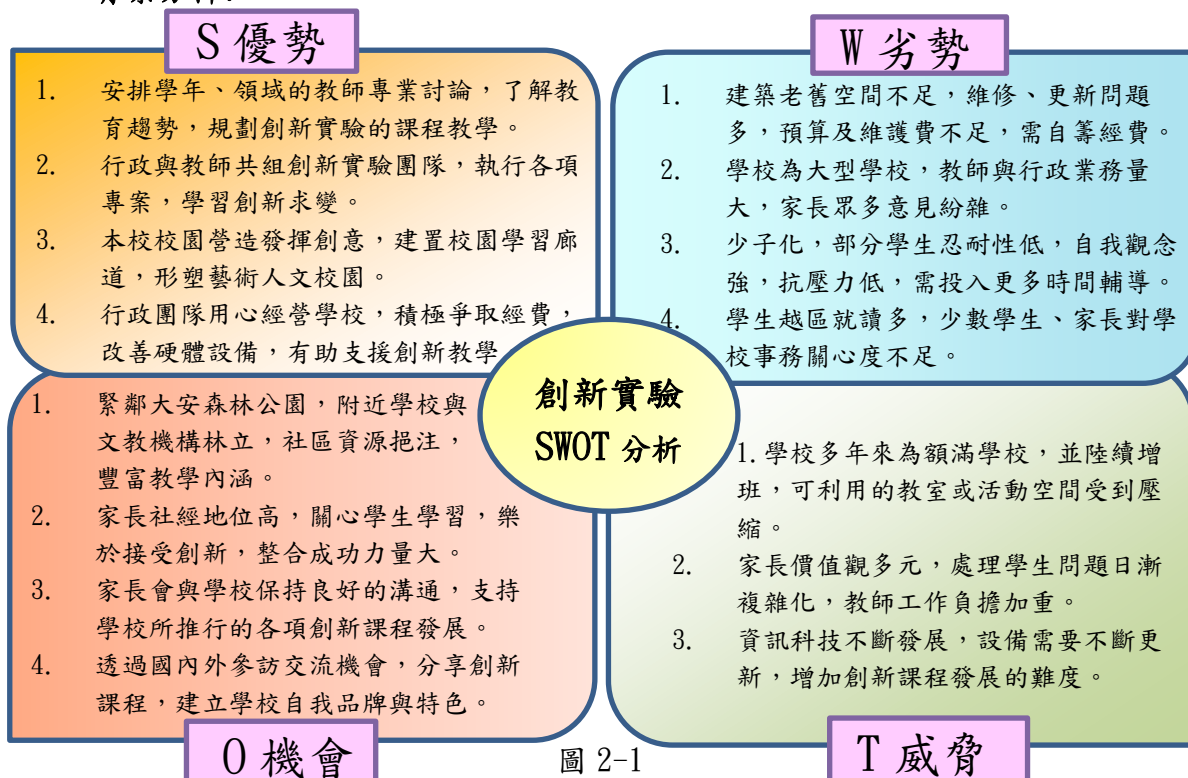 S 優勢
1. 安排學年、領域的教師專業討論，了解教
育趨勢，規劃創新實驗的課程教學。
2. 行政與教師共組創新實驗團隊，執行各項
專案，學習創新求變。
3. 本校校園營造發揮創意，建置校園學習廊
道，形塑藝術人文校園。
4. 行政團隊用心經營學校，積極爭取經費，
改善硬體設備，有助支援創新教學
W 劣勢
1. 建築老舊空間不足，維修、更新問題
多，預算及維護費不足，需自籌經費。
2. 學校為大型學校，教師與行政業務量
大，家長眾多意見紛雜。
3. 少子化，部分學生忍耐性低，自我觀念
強，抗壓力低，需投入更多時間輔導。
4. 學生越區就讀多，少數學生、家長對學
校事務關心度不足。
創新實驗
SWOT 分析
1. 緊鄰大安森林公園，附近學校與
文教機構林立，社區資源挹注，
豐富教學內涵。
2. 家長社經地位高，關心學生學習，樂
於接受創新，整合成功力量大。
3. 家長會與學校保持良好的溝通，支持
學校所推行的各項創新課程發展。
4. 透過國內外參訪交流機會，分享創新
課程，建立學校自我品牌與特色。
O 機會
1. 學校多年來為額滿學校，並陸續增
班，可利用的教室或活動空間受到壓
縮。
2. 家長價值觀多元，處理學生問題日漸
複雜化，教師工作負擔加重。
3. 資訊科技不斷發展，設備需要不斷更
新，增加創新課程發展的難度。
T 威脅
圖 2-1